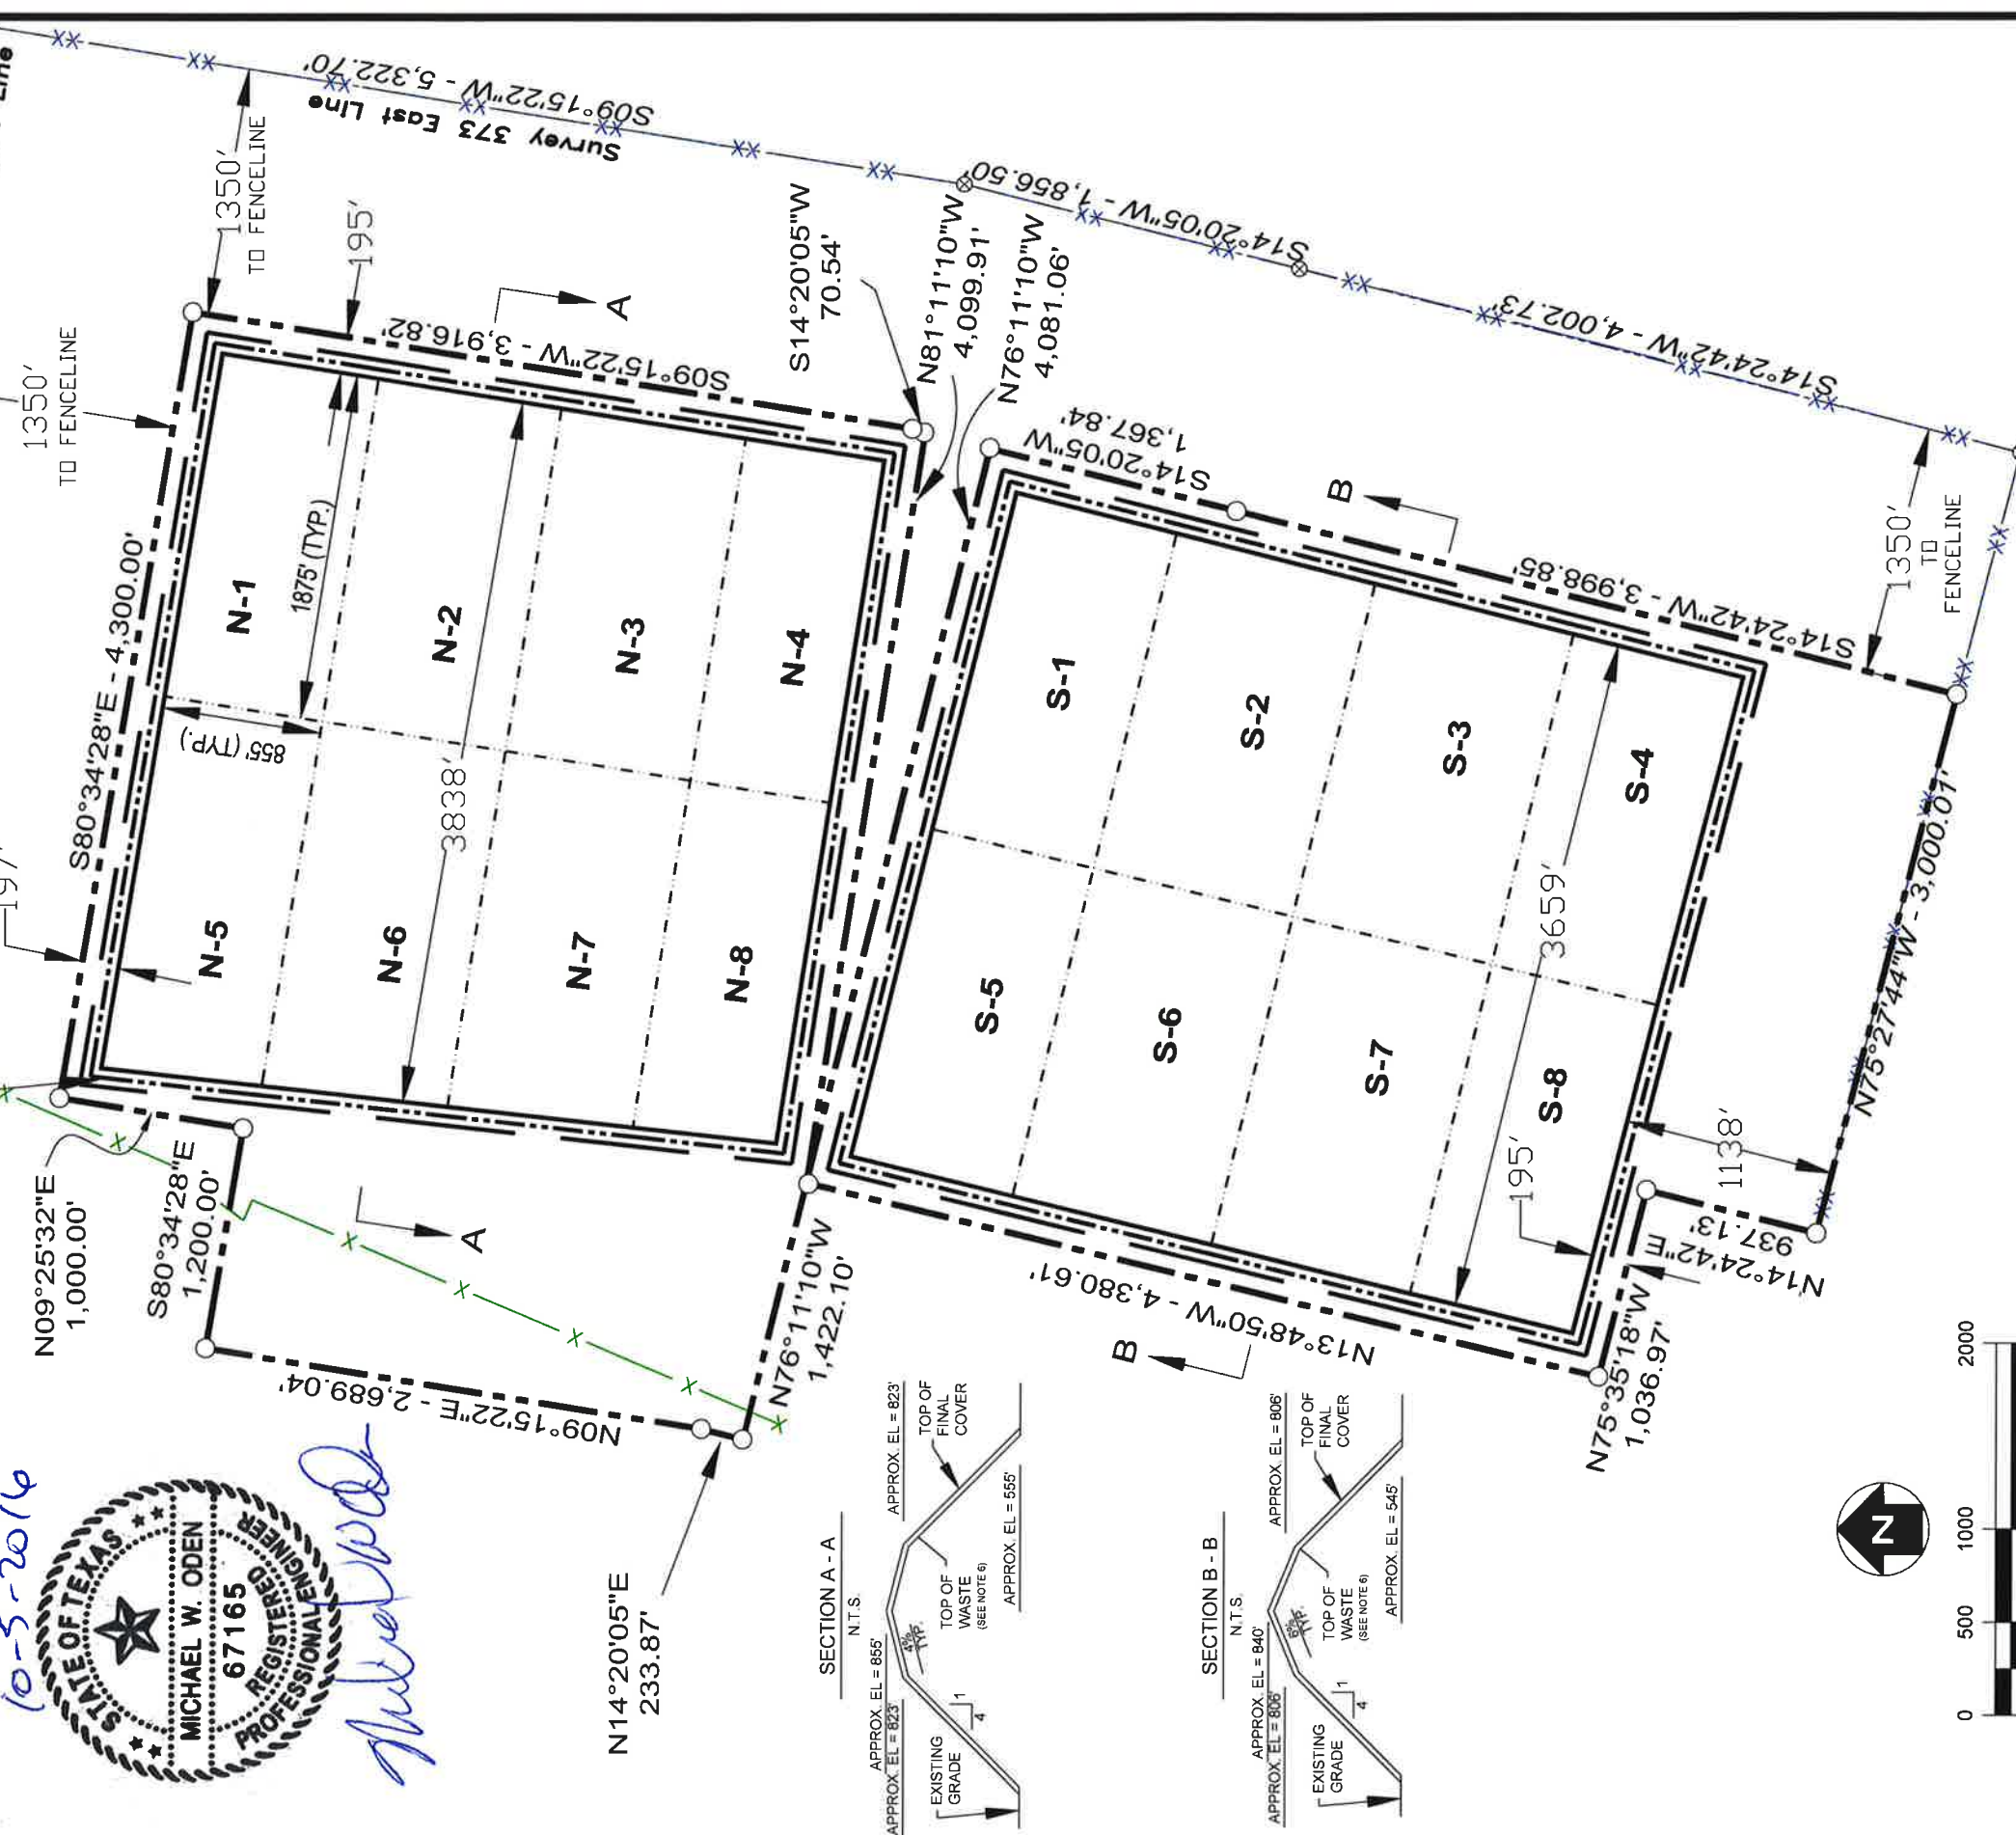 Line
1350'
TO FENCELINE
1350'
TO FENCELINE
S09°15'22"W - 5,322.70'
Survey 373 East Line
195'
S80°34'28"E - 4,300.00'
N-1
1875' (TYP.)
855' (TYP.)
N-2
3838'
N-3
N-4
N-5
N-6
N-7
N-8
S09°15'22"W - 3,916.82'
A
S14°20'05"W
70.54'
N81°11'10"W
4,099.91'
N76°11'10"W
4,081.06'
S14°20'05"W - 1,856.50'
S14°20'05"W
1,367.84'
B
S14°24'42"W - 4,002.73'
S14°24'42"W - 3,998.85'
1350'
TO
FENCELINE
S-1
S-2
S-3
S-4
S-5
S-6
S-7
S-8
3659'
195'
1138'
N75°27'44"W - 3,000.01'
N14°24'42"E
937.13'
N75°35'18"W
1,036.97'
N13°48'50"W - 4,380.61'
B
N09°25'32"E
1,000.00'
S80°34'28"E
1,200.00'
A
N76°11'10"W
1,422.10'
N09°15'22"E - 2,689.04'
N14°20'05"E
233.87'
10-5-2016
STATE OF TEXAS
MICHAEL W. ODEN
67165
REGISTERED
PROFESSIONAL ENGINEER
SECTION A - A
N.T.S.
APPROX. EL = 855'
APPROX. EL = 823'
APPROX. EL = 823'
4%
TYP.
TOP OF
FINAL
COVER
TOP OF
WASTE
(SEE NOTE 6)
APPROX. EL = 555'
1
4
EXISTING
GRADE
SECTION B - B
N.T.S.
APPROX. EL = 840'
APPROX. EL = 806'
APPROX. EL = 806'
TYP.
TOP OF
FINAL
COVER
TOP OF
WASTE
(SEE NOTE 6)
APPROX. EL = 545'
1
4
EXISTING
GRADE
N
0
500
1000
2000